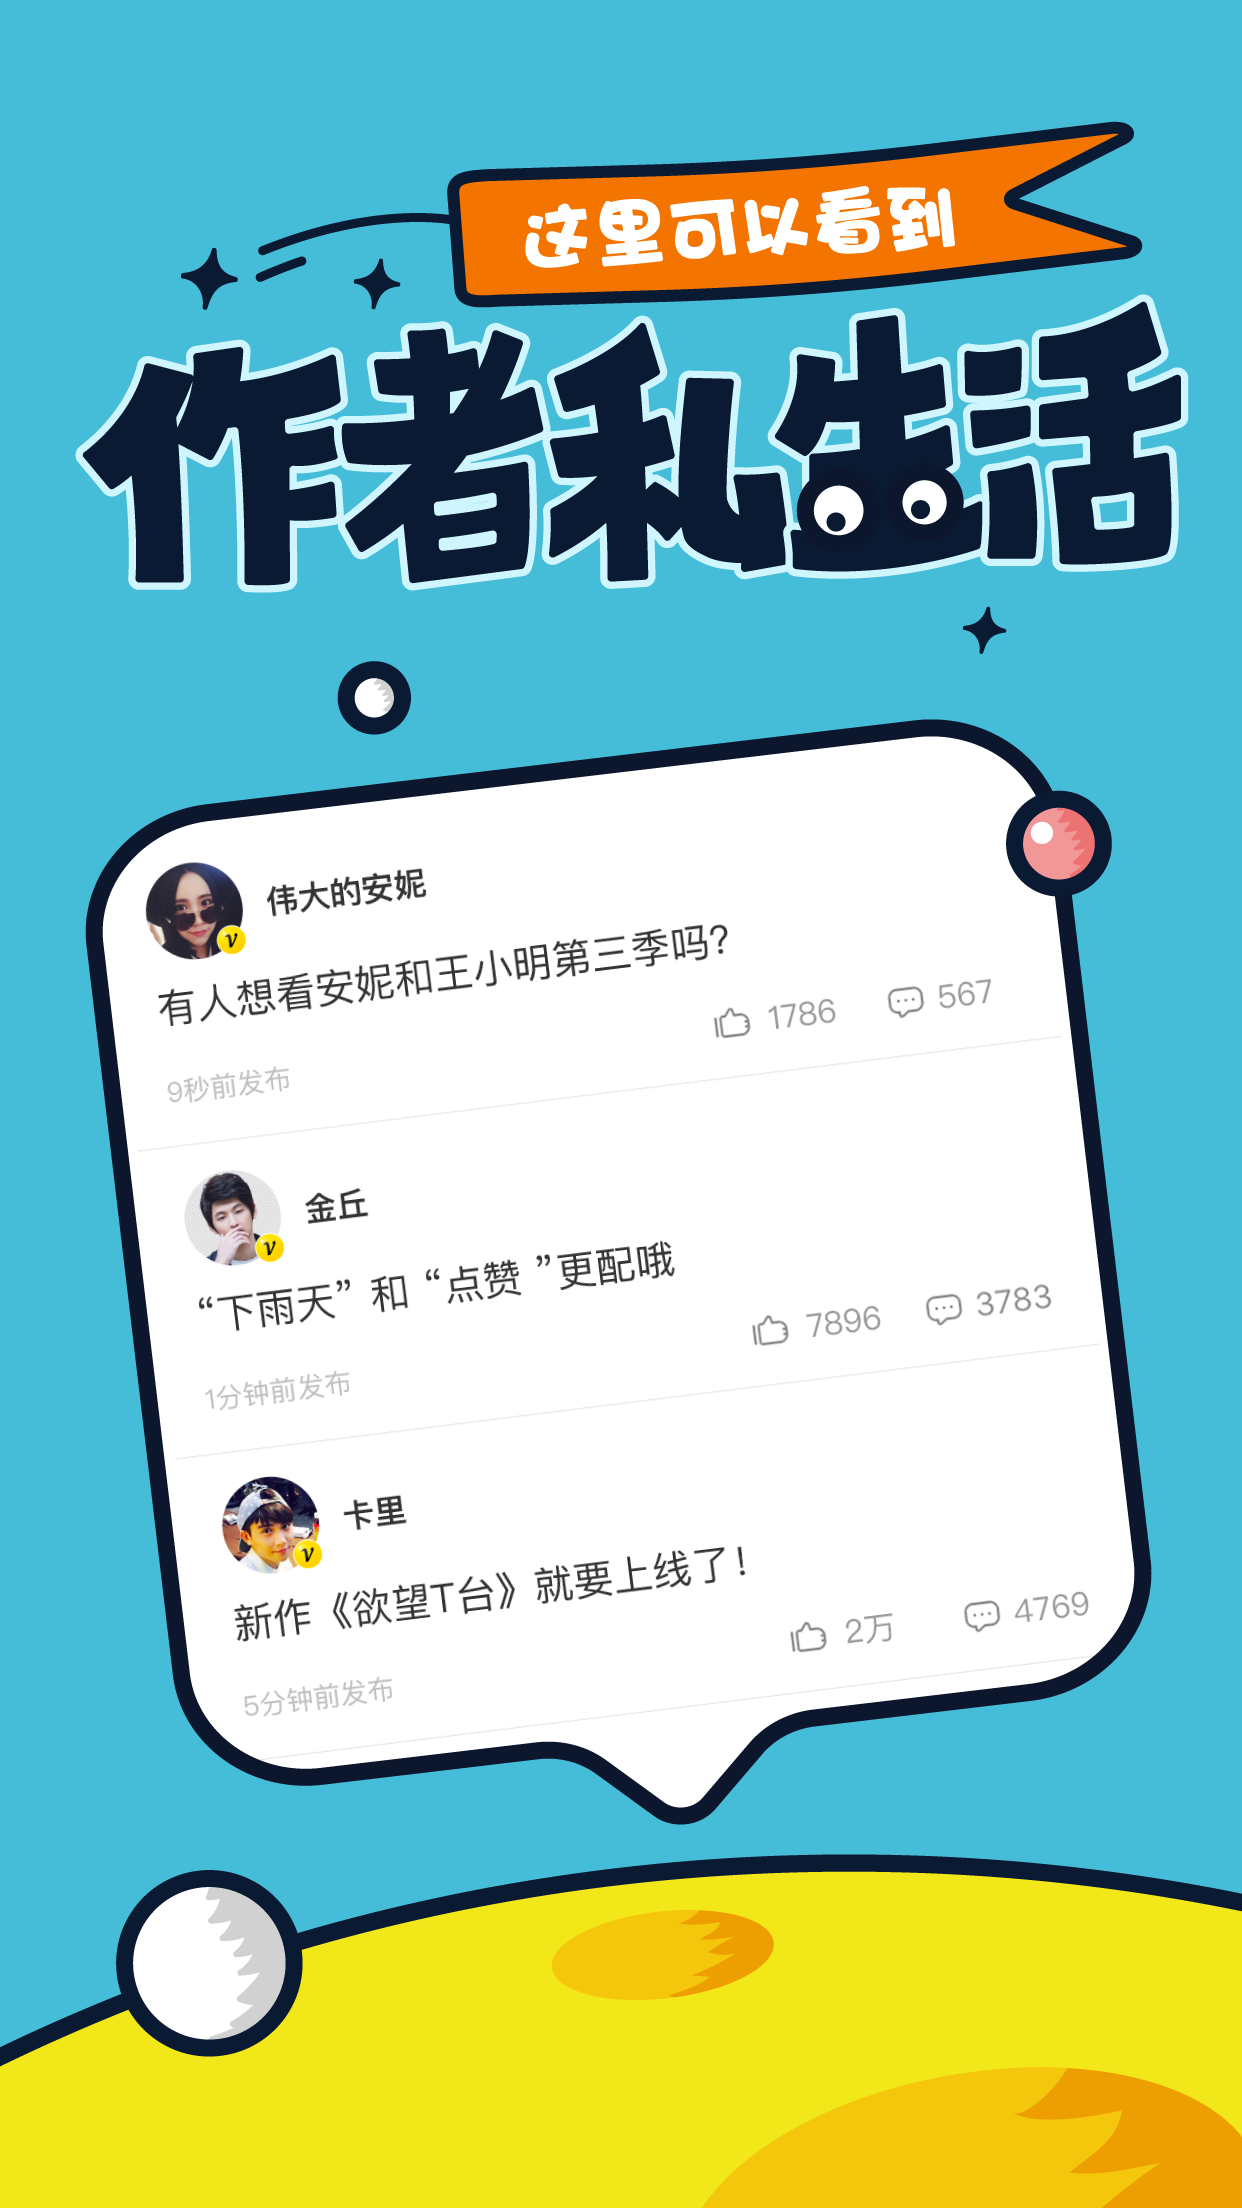 这里可以看到
作者私生活
伟大的安妮
有人想看安妮和王小明第三季吗？
1786 567
9秒前发布
金丘
“下雨天”和“点赞 ”更配哦
7896 3783
1分钟前发布
卡里
新作《欲望T台》就要上线了！
2万 4769
5分钟前发布